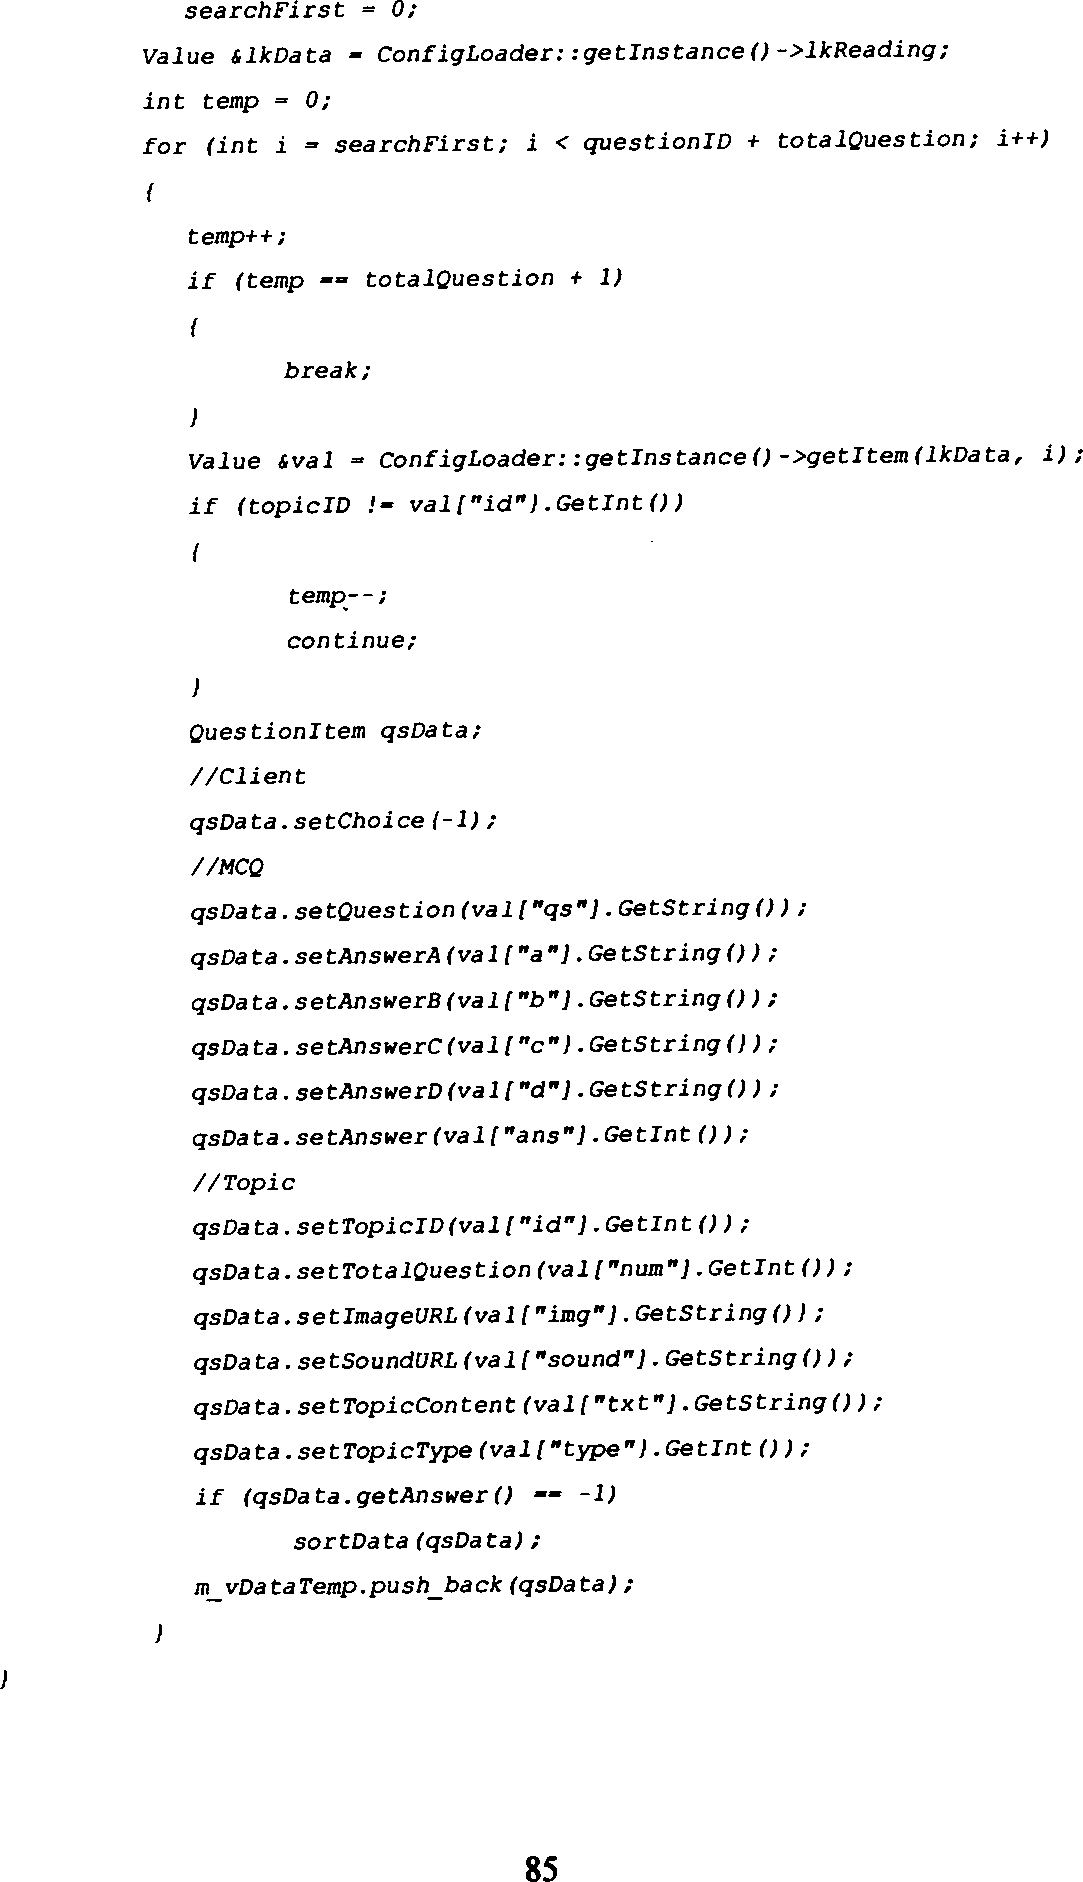 searchFirst = 0;
Value &lkData = ConfigLoader::getInstance()->lkReading;
int temp = 0;
for (int i = searchFirst; i < questionID + totalQuestion; i++)
{
temp++;
if (temp == totalQuestion + 1)
{
break;
}
Value &val = ConfigLoader::getInstance()->getItem(lkData, i);
if (topicID != val["id"].GetInt())
{
temp--;
continue;
}
QuestionItem qsData;
//Client
qsData.setChoice(-1);
//MCQ
qsData.setQuestion(val["qs"].GetString());
qsData.setAnswerA(val["a"].GetString());
qsData.setAnswerB(val["b"].GetString());
qsData.setAnswerC(val["c"].GetString());
qsData.setAnswerD(val["d"].GetString());
qsData.setAnswer(val["ans"].GetInt());
//Topic
qsData.setTopicID(val["id"].GetInt());
qsData.setTotalQuestion(val["num"].GetInt());
qsData.setImageURL(val["img"].GetString());
qsData.setSoundURL(val["sound"].GetString());
qsData.setTopicContent(val["txt"].GetString());
qsData.setTopicType(val["type"].GetInt());
if (qsData.getAnswer() == -1)
sortData(qsData);
m_vDataTemp.push_back(qsData);
}
}
85